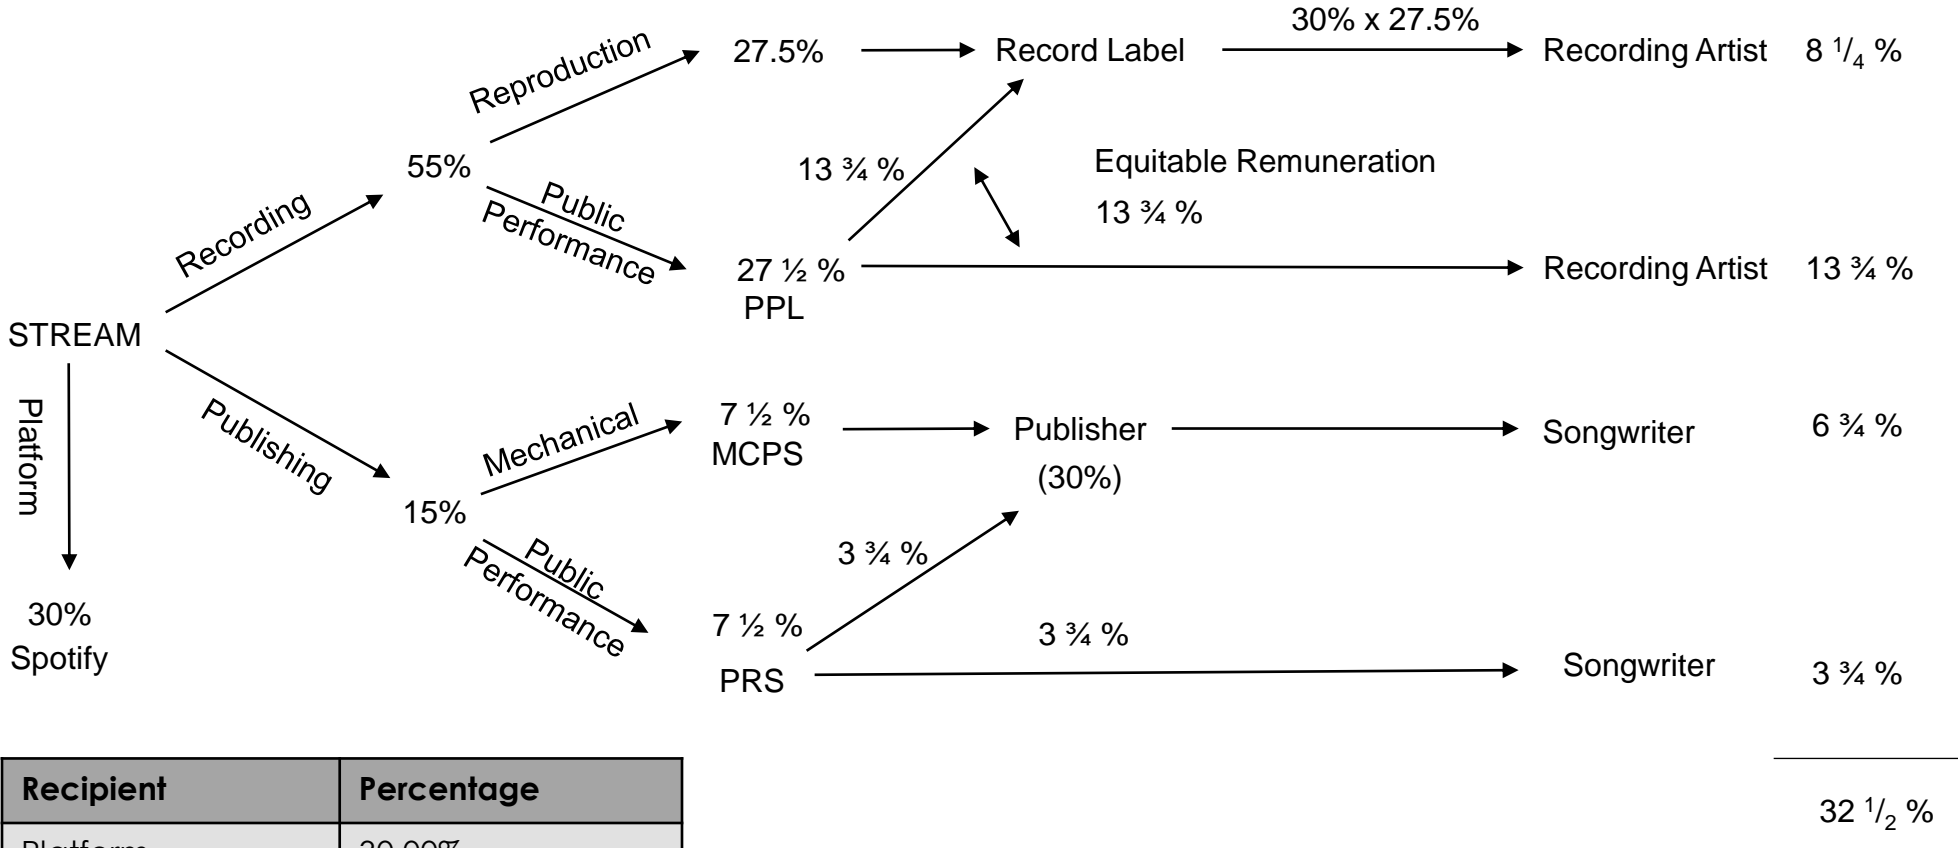 30% x 27.5%
Reproduction
27.5%
Record Label
Recording Artist
8 1/4 %
55%
13 ¾ %
Equitable Remuneration
13 ¾ %
Recording
Public
Performance
27 ½ %
PPL
Recording Artist
13 ¾ %
STREAM
Platform
30%
Spotify
Publishing
Mechanical
7 ½ %
MCPS
Publisher
(30%)
Songwriter
6 ¾ %
15%
Public
Performance
3 ¾ %
7 ½ %
PRS
3 ¾ %
Songwriter
3 ¾ %
32 1/2 %
Recipient Percentage
Platform 30.00%